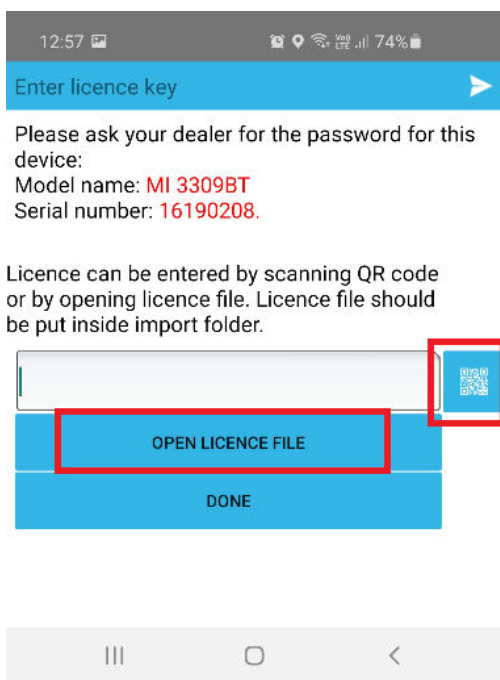 12:57 74%
Enter licence key
Please ask your dealer for the password for this
device:
Model name: MI 3309BT
Serial number: 16190208.
Licence can be entered by scanning QR code
or by opening licence file. Licence file should
be put inside import folder.
OPEN LICENCE FILE
DONE